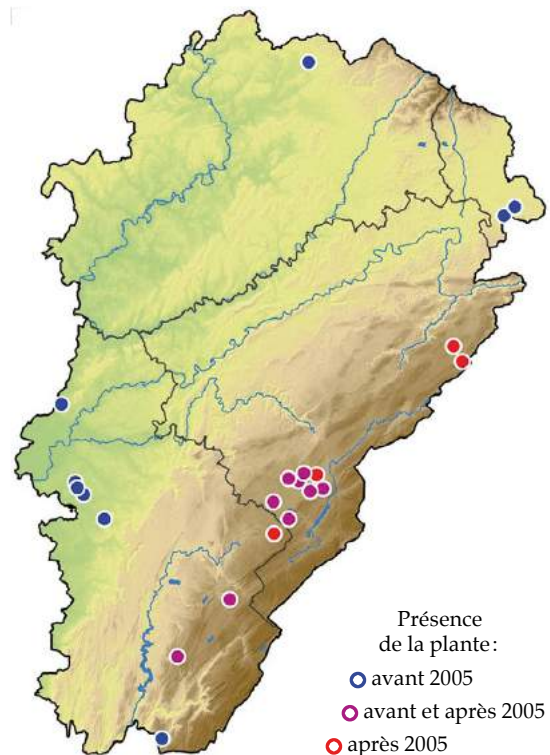 Présence
de la plante:
avant 2005
avant et après 2005
après 2005